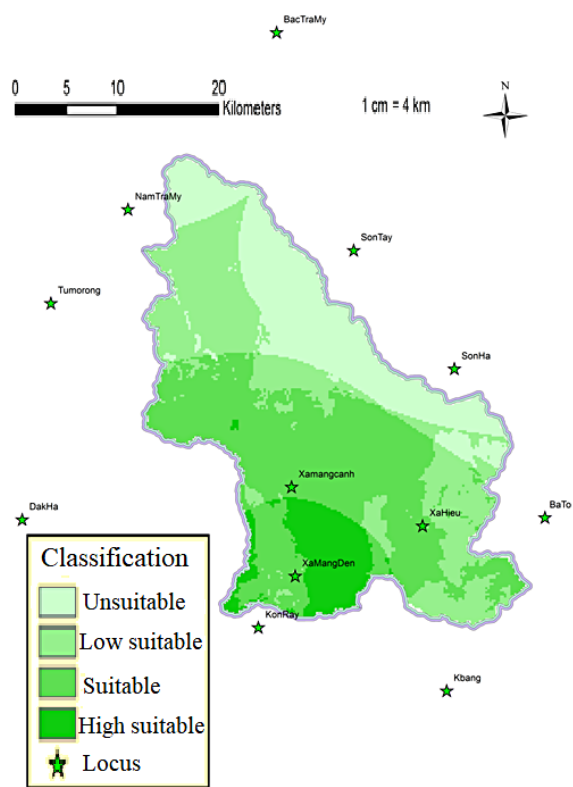 BacTraMy
0 5 10 20
Kilometers
1 cm = 4 km
N
NamTraMy
SonTay
Tumorong
SonHa
Xamangcanh
DakHa
XaHieu
BaTo
XaMangDen
KonRay
Kbang
Classification
Unsuitable
Low suitable
Suitable
High suitable
Locus